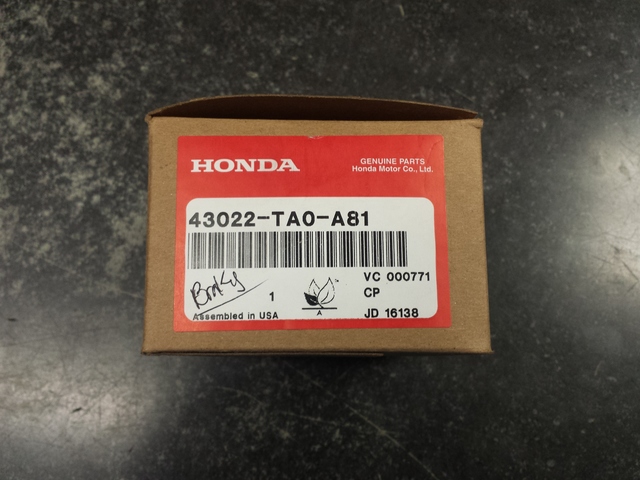 HONDA
GENUINE PARTS
Honda Motor Co., Ltd.
43022-TA0-A81
VC 000771
1
CP
A
Assembled in USA
JD 16138